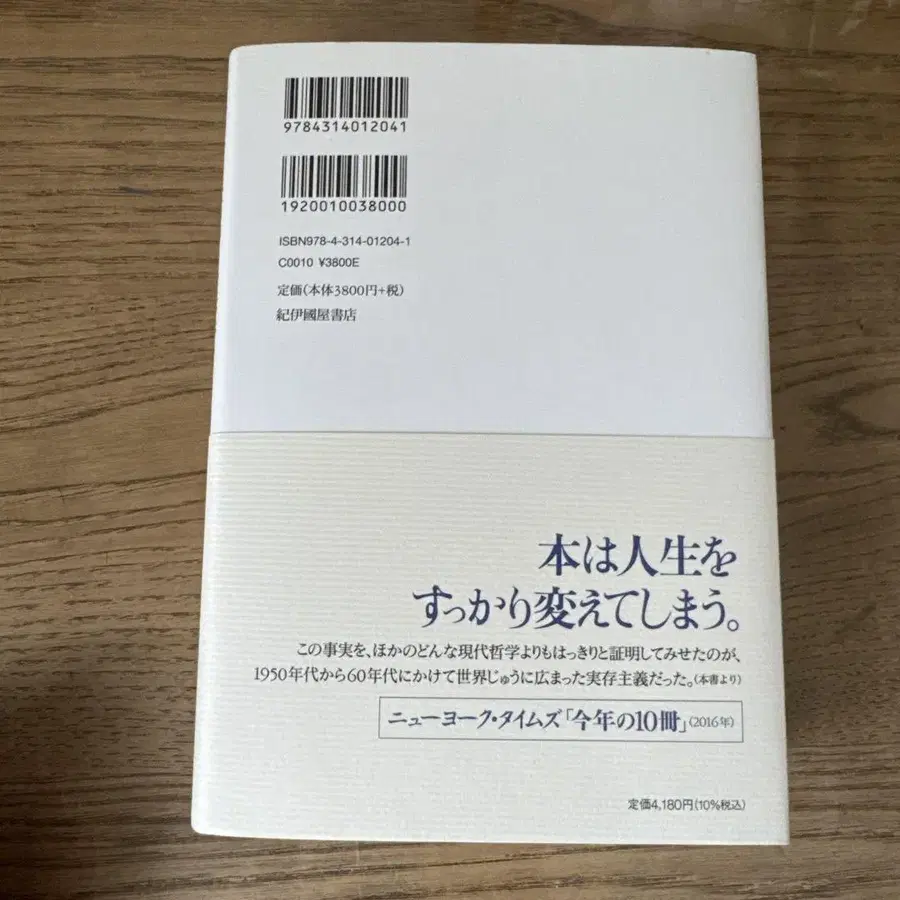 9784314012041
1920010038000
ISBN978-4-314-01204-1
C0010 ¥3800E
定価(本体3800円+税)
紀伊國屋書店
本は人生を
すっかり変えてしまう。
この事実を、ほかのどんな現代哲学よりもはっきりと証明してみせたのが、
1950年代から60年代にかけて世界じゅうに広まった実存主義だった。(本書より)
ニューヨーク・タイムズ「今年の10冊」(2016年)
定価4,180円(10%税込)